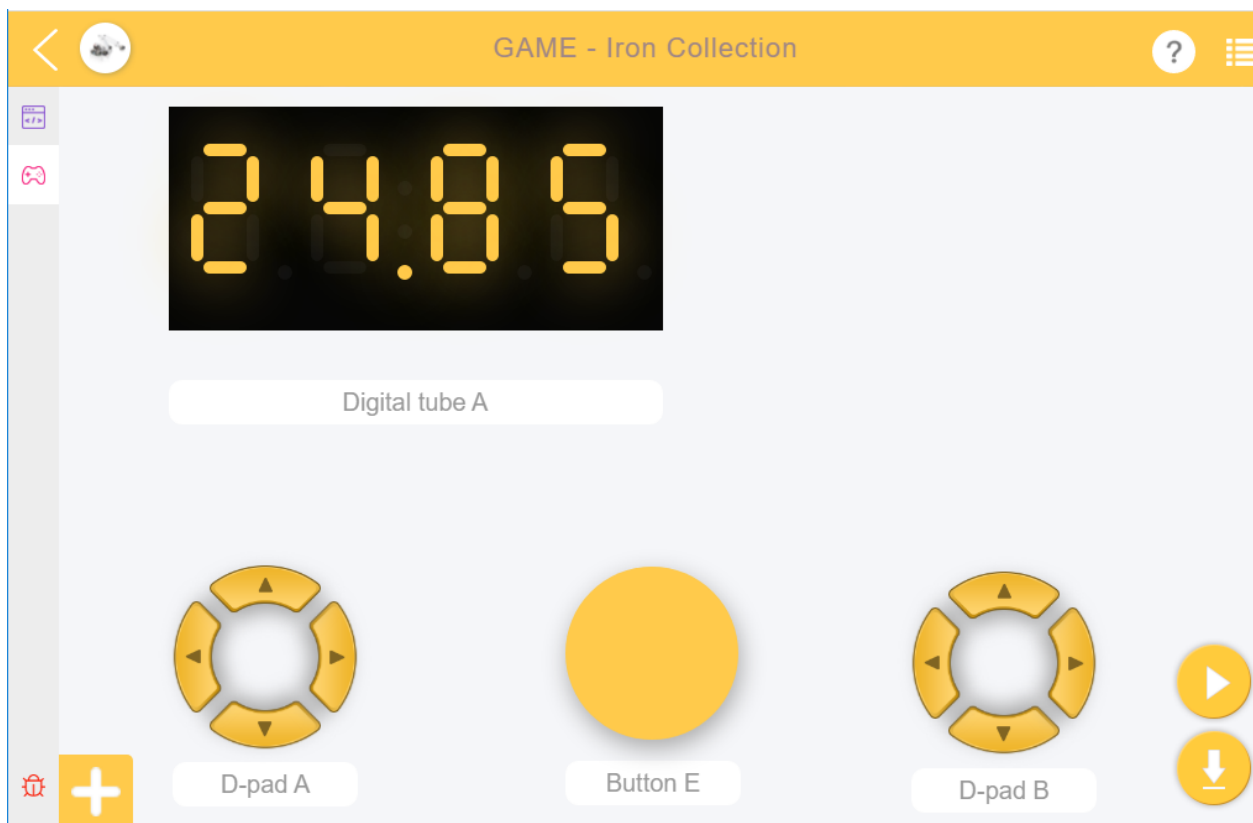 GAME - Iron Collection
?
24.85
Digital tube A
D-pad A
Button E
D-pad B